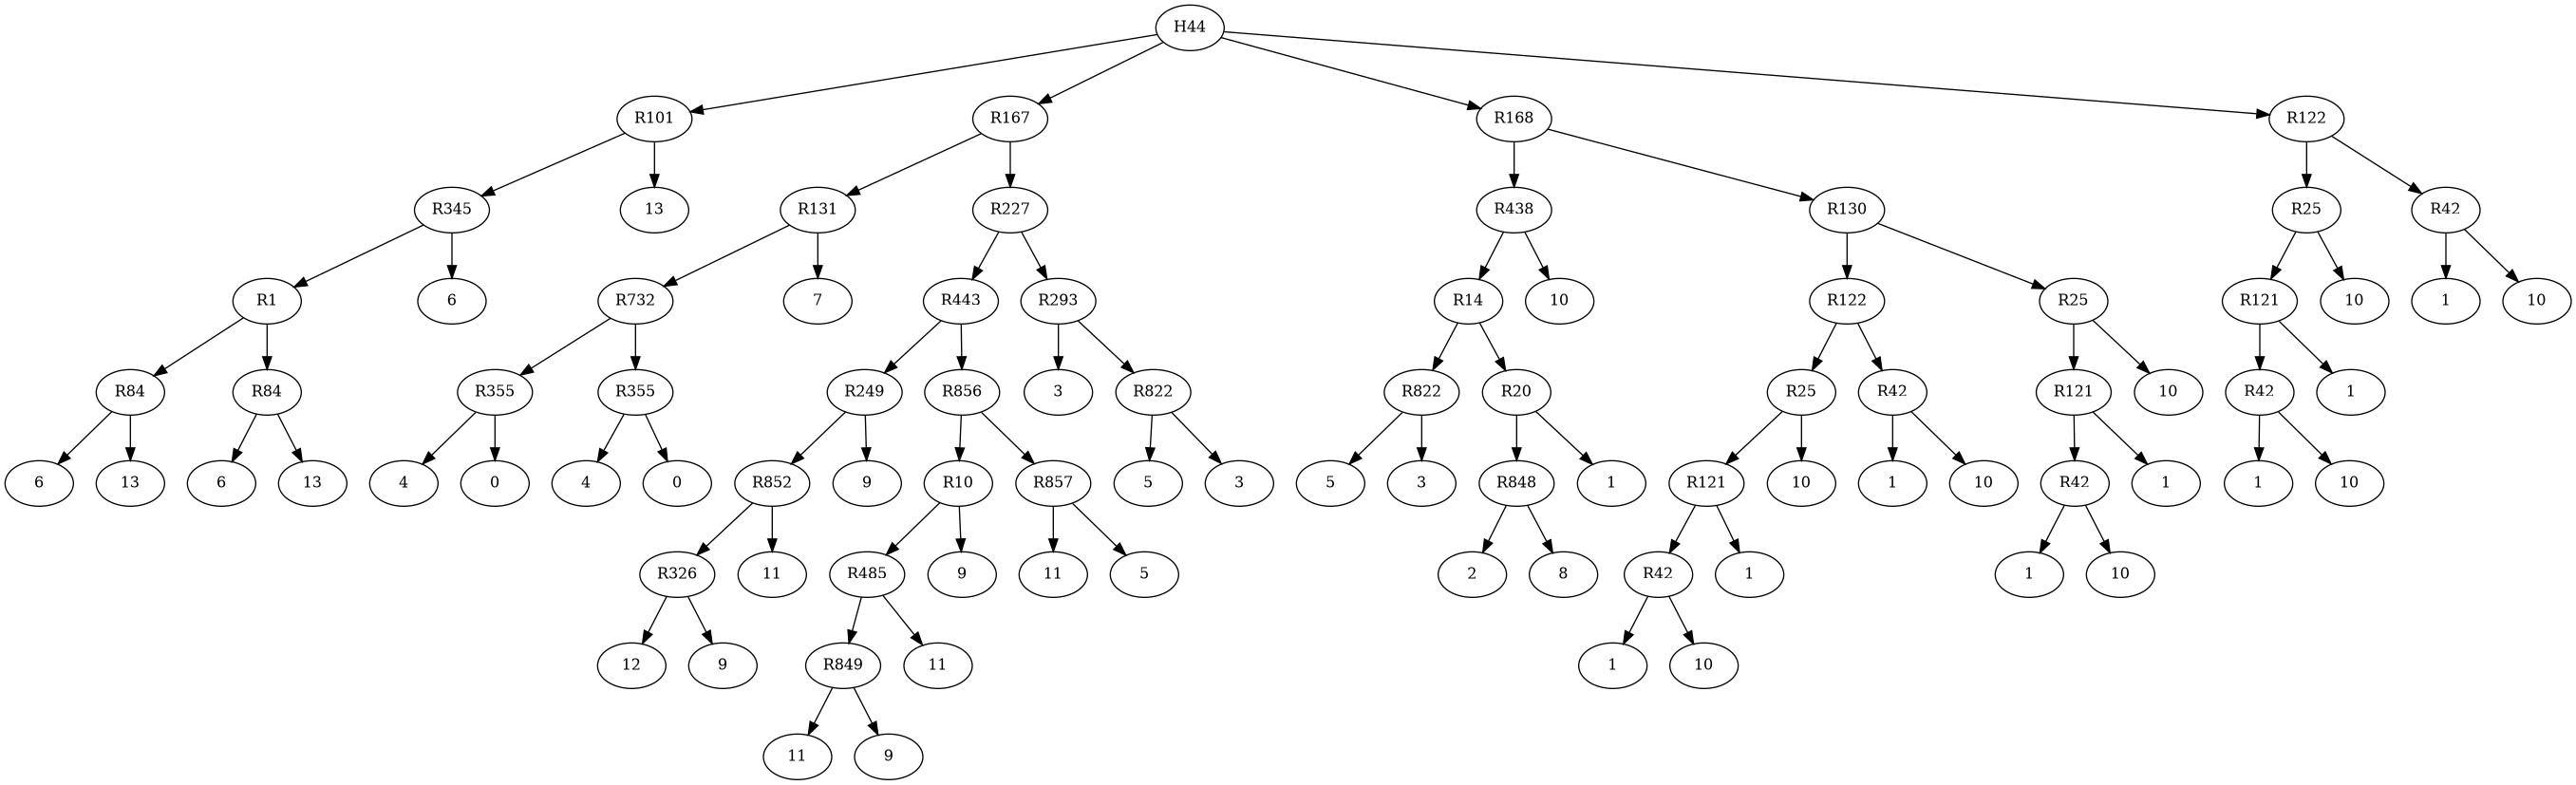 H44
R101 R167 R168 R122
R345 13 R131 R227 R438 R130 R25 R42
R1 6 R732 7 R443 R293 R14 10 R122 R25 R121 10 1 10
R84 R84 R355 R355 R249 R856 3 R822 R822 R20 R25 R42 R121 10 R42 1
6 13 6 13 4 0 4 0 R852 9 R10 R857 5 3 5 3 R848 1 R121 10 1 10 R42 1 1 10
R326 11 R485 9 11 5 2 8 R42 1 1 10
12 9 R849 11 1 10
11 9